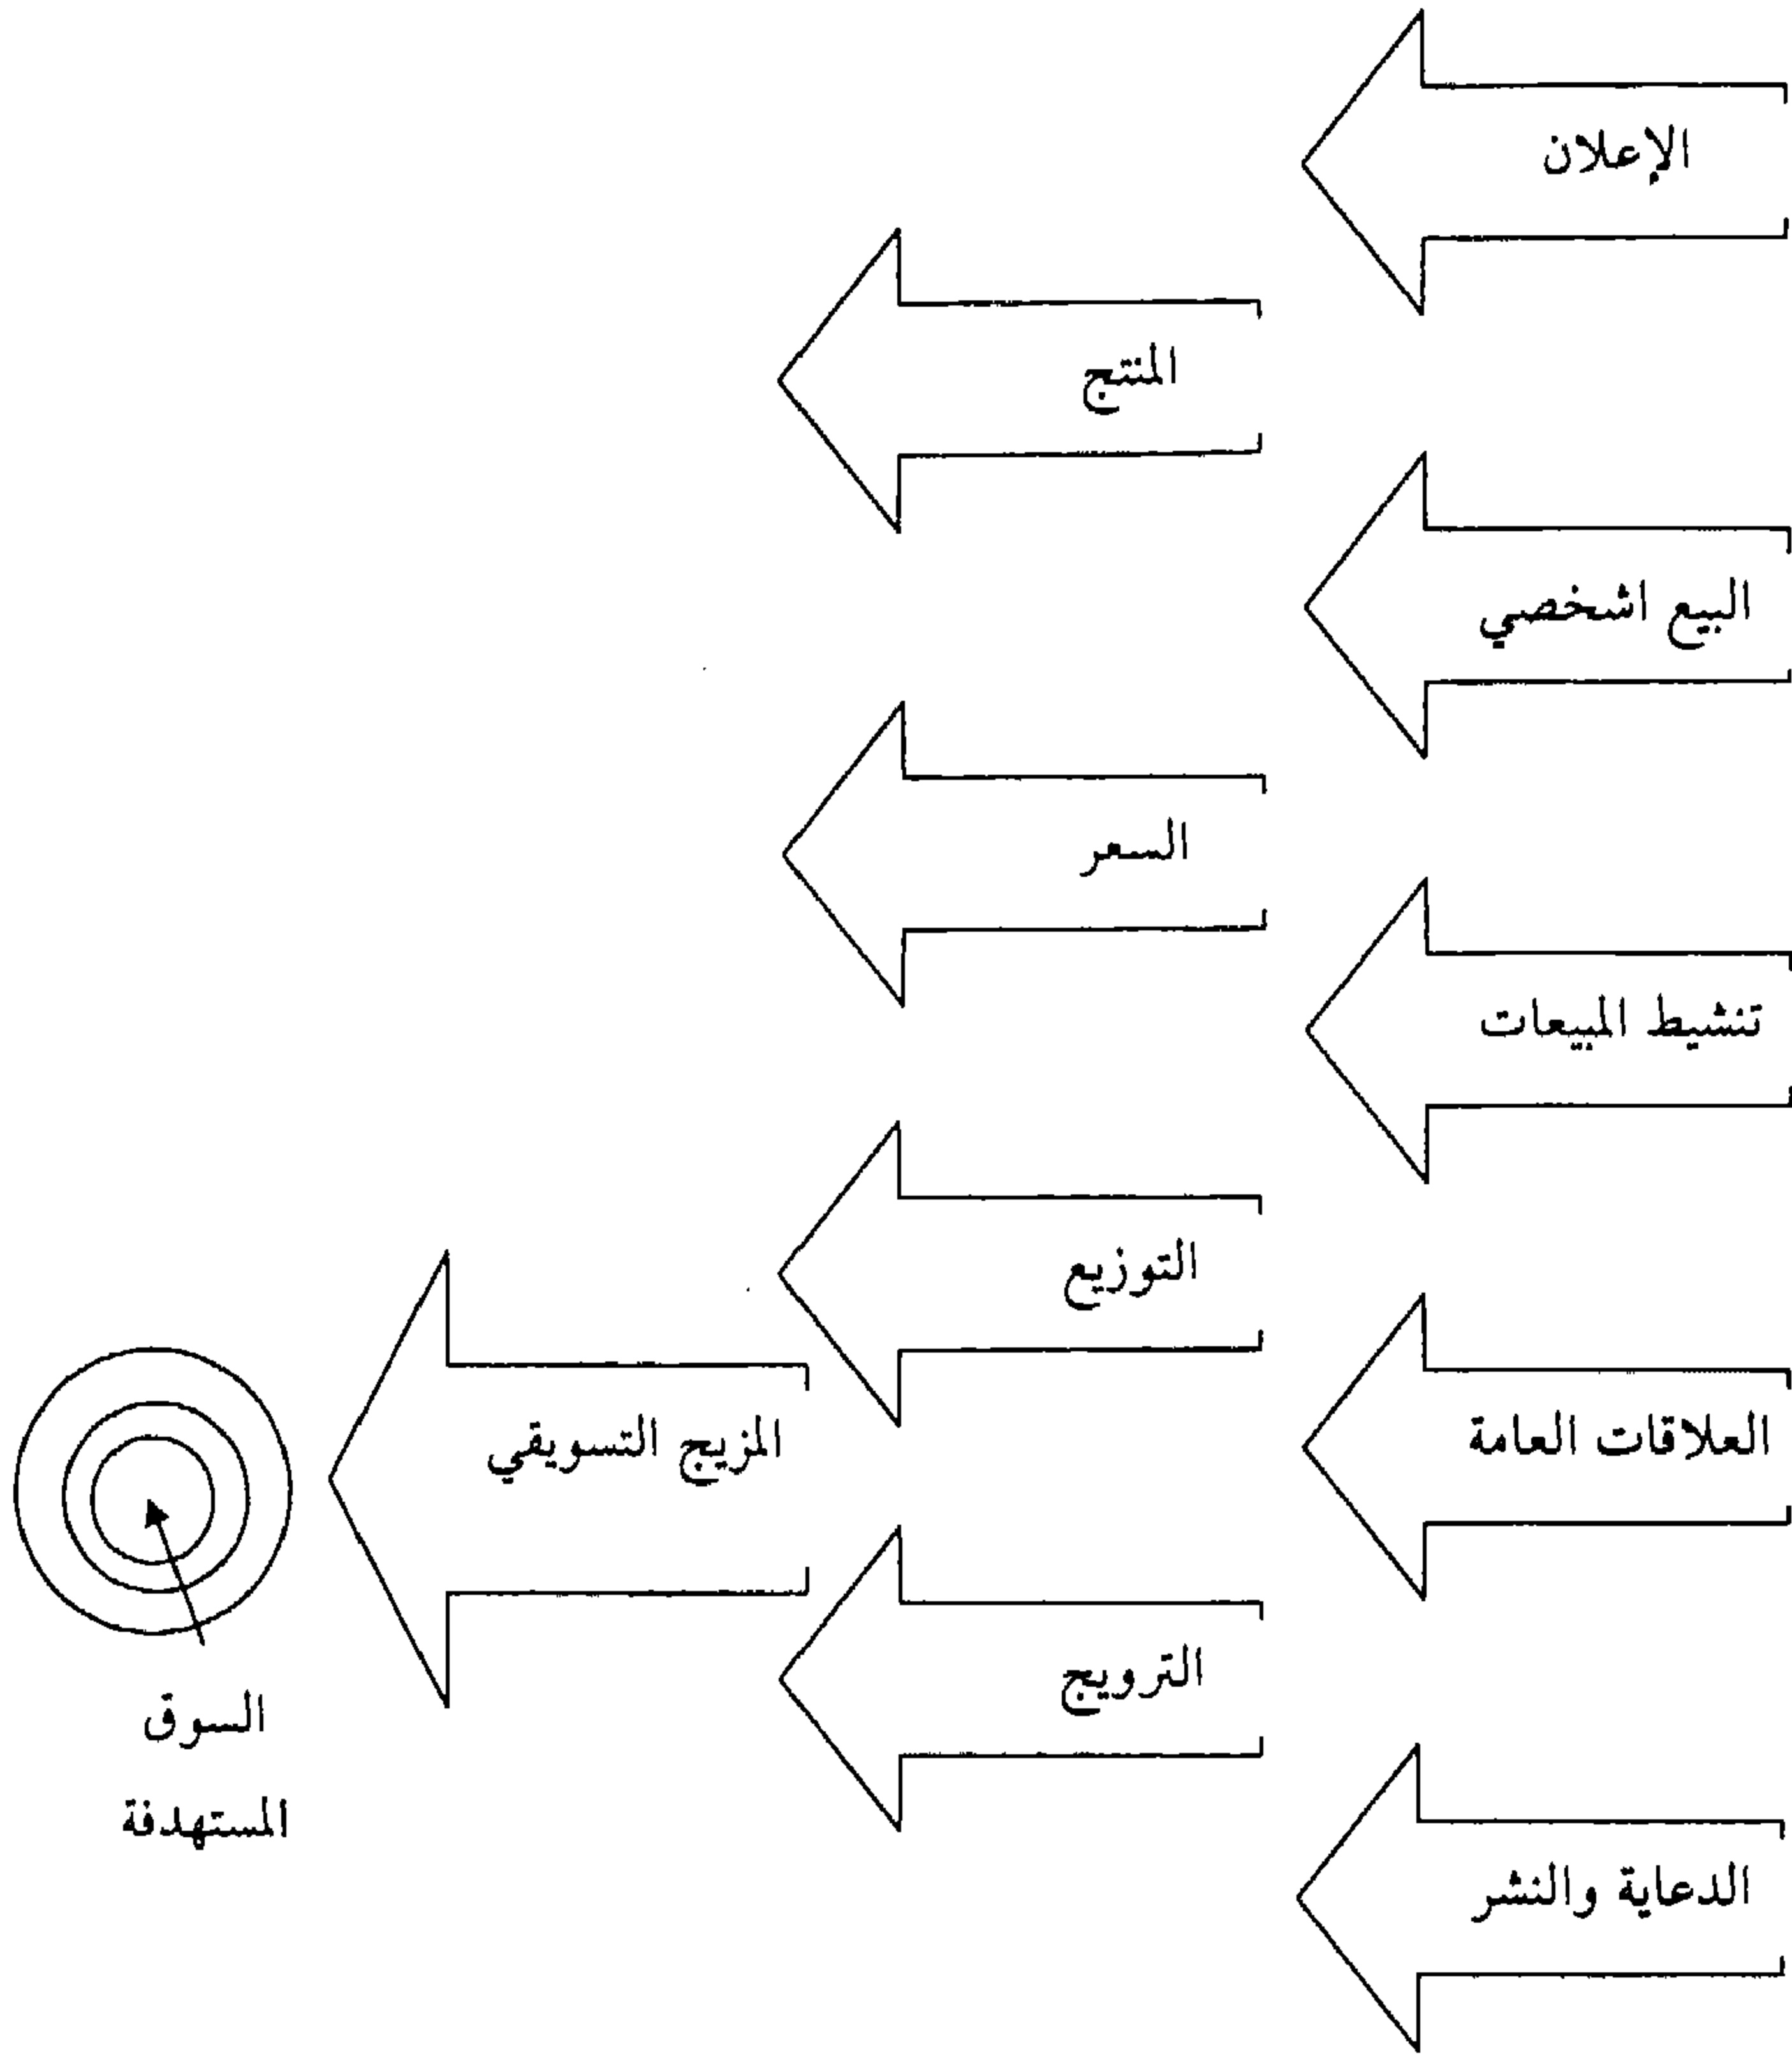 الإعلان
المنتج
البيع اشخصي
السعر
تنشيط المبيعات
التوزيع
العلاقات العامة
المزيج التسويقي
الترويج
السوق
المستهدفة
الدعاية والنشر